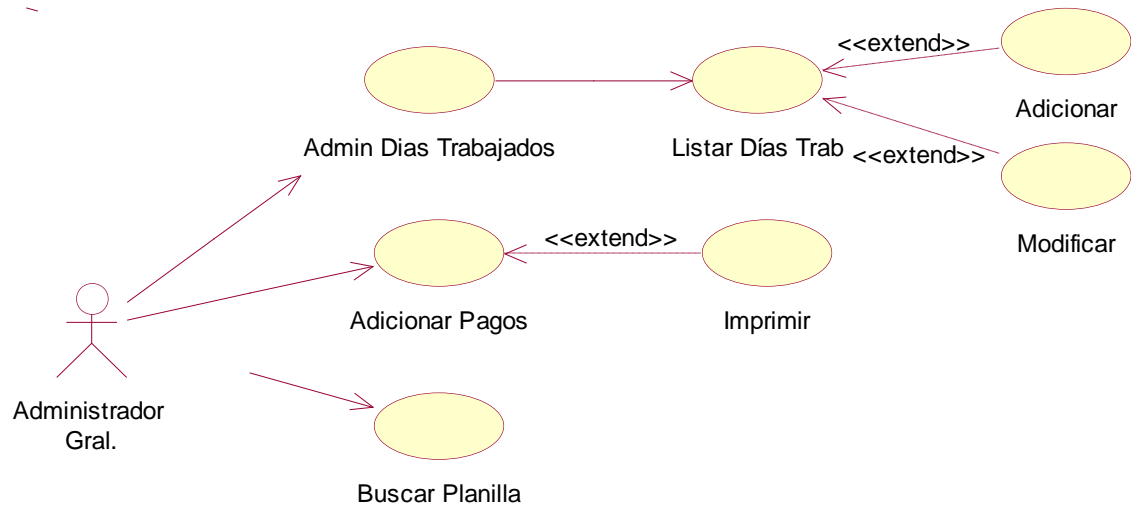 <<extend>>
Adicionar
Admin Dias Trabajados
Listar Días Trab
<<extend>>
Modificar
<<extend>>
Adicionar Pagos
Imprimir
Administrador
Gral.
Buscar Planilla